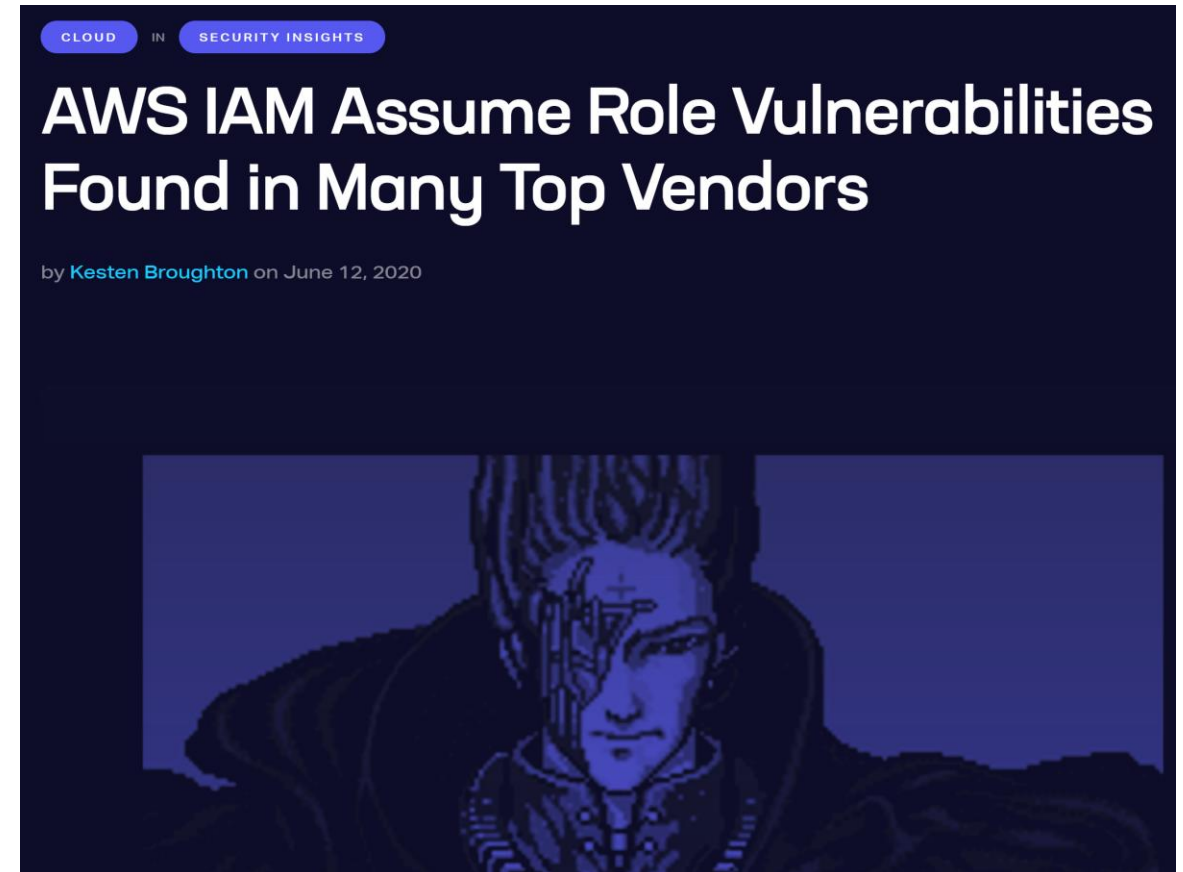 CLOUD IN SECURITY INSIGHTS
AWS IAM Assume Role Vulnerabilities
Found in Many Top Vendors
by Kesten Broughton on June 12, 2020